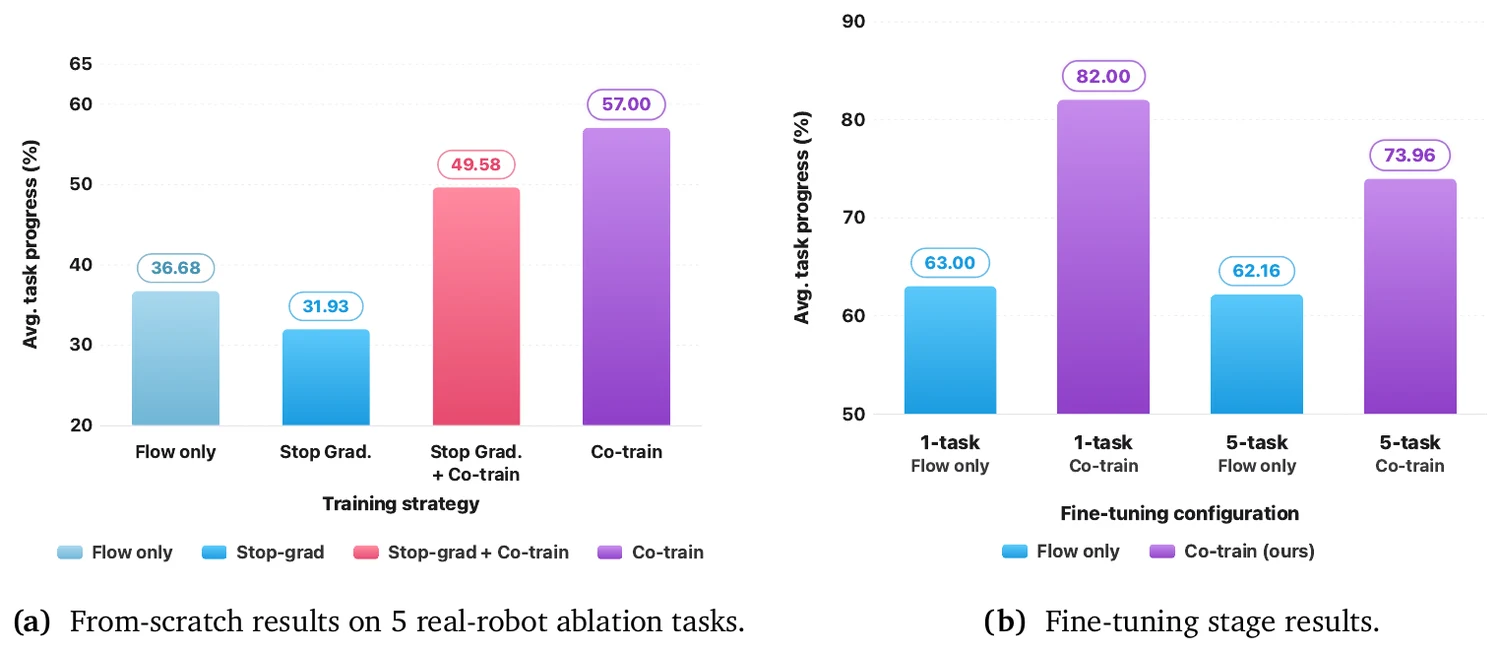 65
60
50
40
30
20
Avg. task progress (%)
36.68
31.93
49.58
57.00
Flow only
Stop Grad.
Stop Grad.
+ Co-train
Co-train
Training strategy
Flow only
Stop-grad
Stop-grad + Co-train
Co-train
(a) From-scratch results on 5 real-robot ablation tasks.
90
80
70
60
50
Avg. task progress (%)
63.00
82.00
62.16
73.96
1-task
Flow only
1-task
Co-train
5-task
Flow only
5-task
Co-train
Fine-tuning configuration
Flow only
Co-train (ours)
(b) Fine-tuning stage results.